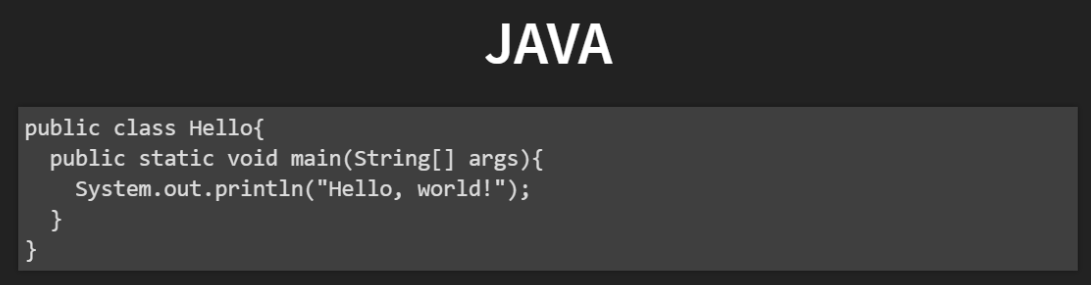 JAVA
public class Hello{
  public static void main(String[] args){
    System.out.println("Hello, world!");
  }
}